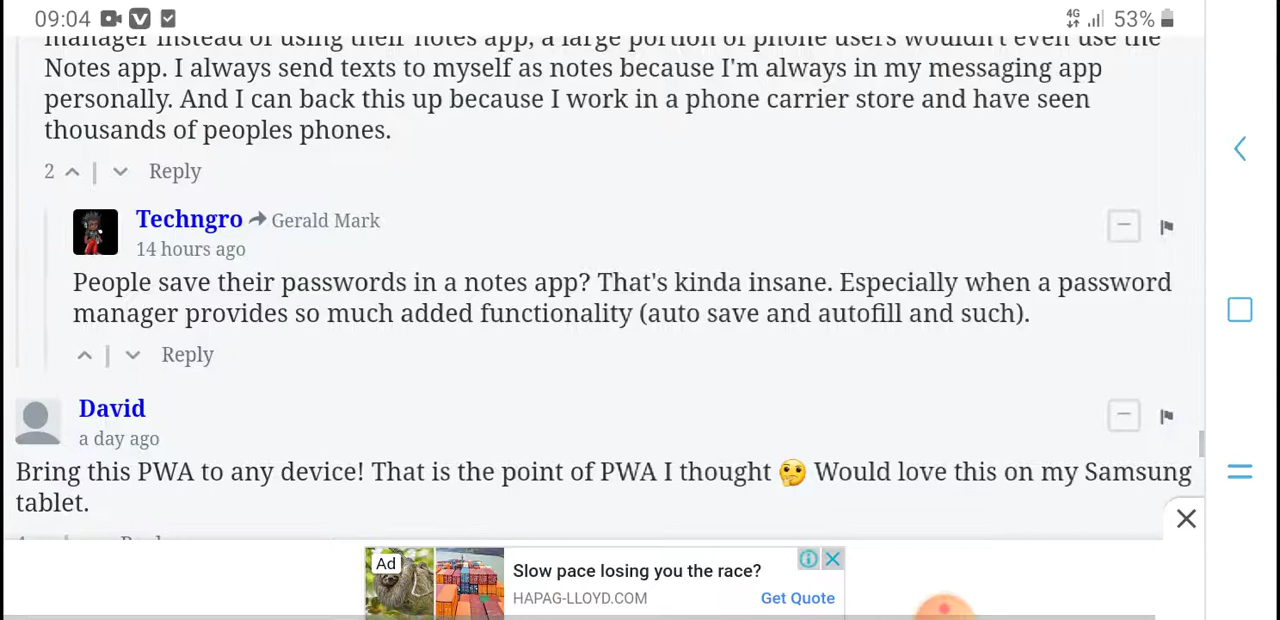 09:04
4G 53%
manager instead of using their notes app, a large portion of phone users wouldn't even use the
Notes app. I always send texts to myself as notes because I'm always in my messaging app
personally. And I can back this up because I work in a phone carrier store and have seen
thousands of peoples phones.
2 | Reply
Techngro Gerald Mark
14 hours ago
People save their passwords in a notes app? That's kinda insane. Especially when a password
manager provides so much added functionality (auto save and autofill and such).
| Reply
David
a day ago
Bring this PWA to any device! That is the point of PWA I thought 🤔 Would love this on my Samsung
tablet.
Ad
Slow pace losing you the race?
HAPAG-LLOYD.COM Get Quote